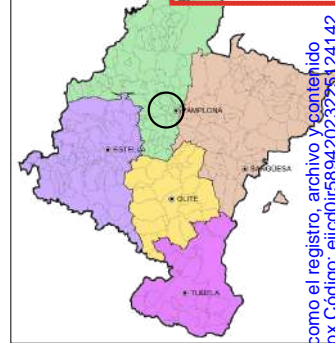 PAMPLONA
ESTELLA
SANGÜESA
OLITE
TUDELA
como el registro, archivo y contenido